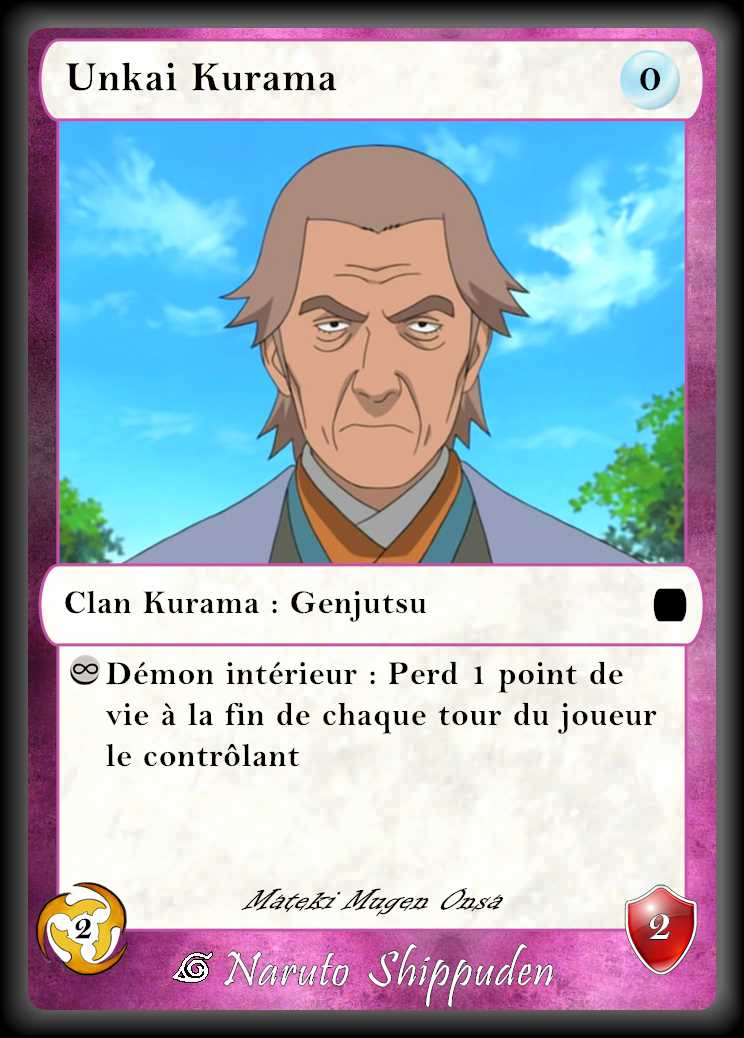 Unkai Kurama 0
Clan Kurama : Genjutsu
Démon intérieur : Perd 1 point de
vie à la fin de chaque tour du joueur
le contrôlant
Mateki Mugen Onsa
2 2
Naruto Shippuden